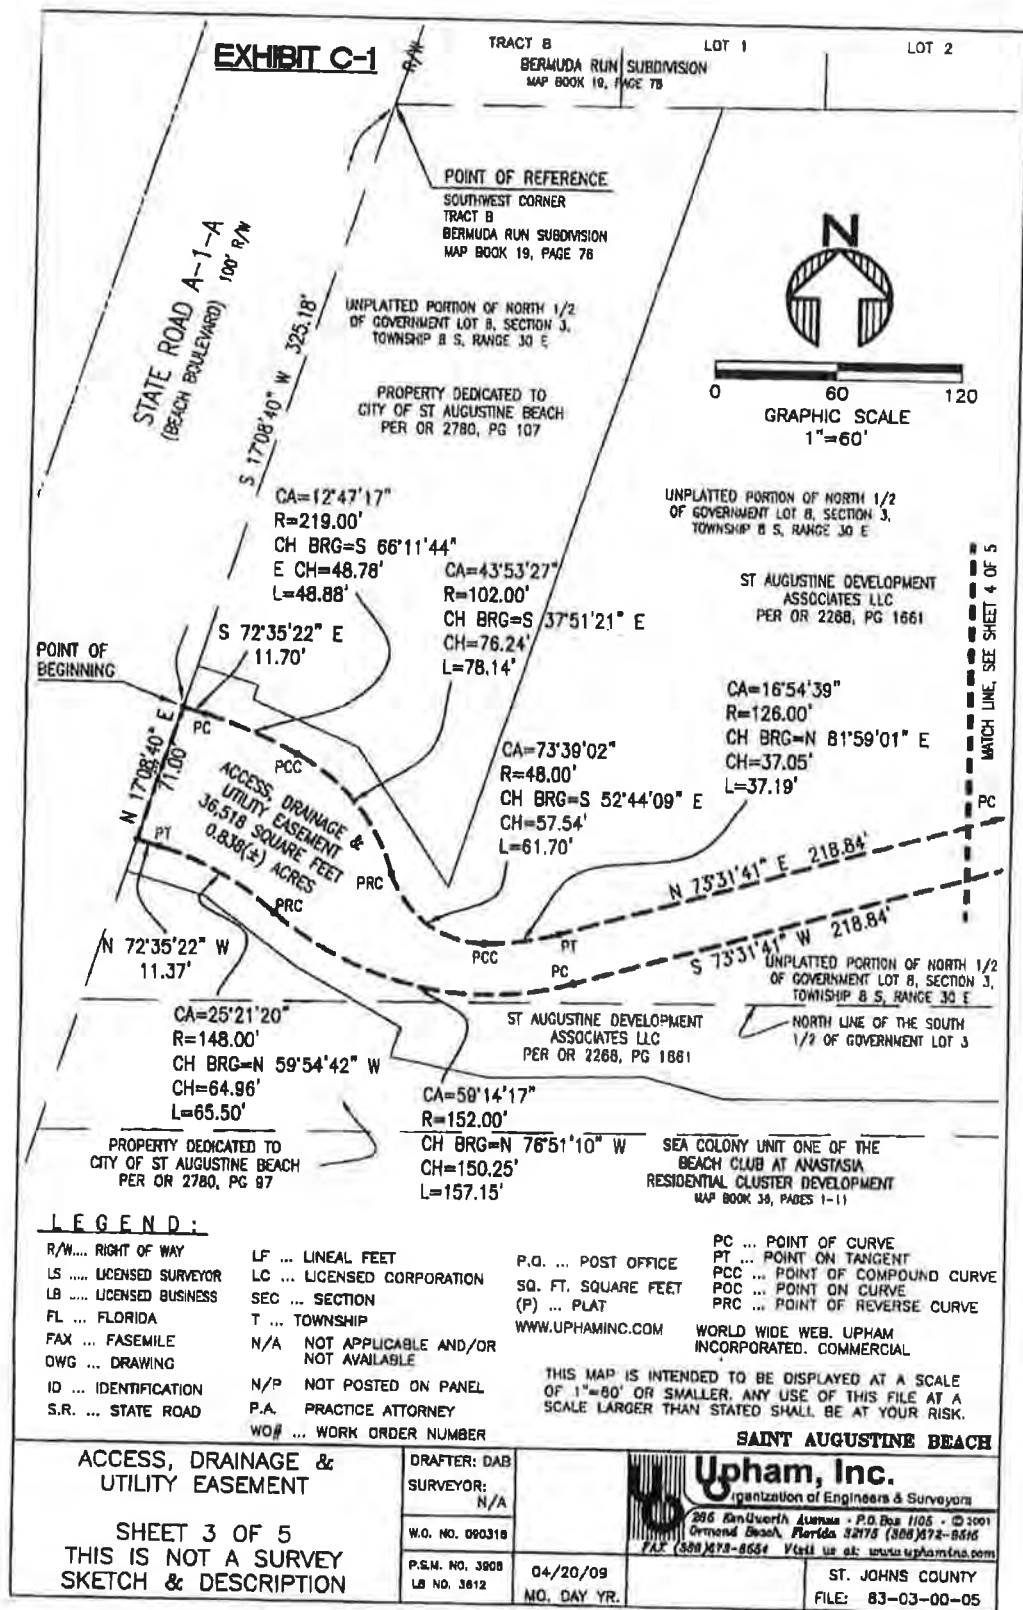 EXHIBIT C-1
R/W
TRACT B
LOT 1
LOT 2
BERMUDA RUN SUBDIVISION
MAP BOOK 19, PAGE 78
POINT OF REFERENCE
SOUTHWEST CORNER
TRACT B
BERMUDA RUN SUBDIVISION
MAP BOOK 19, PAGE 76
N
STATE ROAD A-1-A
(BEACH BOULEVARD) 100' R/W
S 17°08'40" W 325.18'
UNPLATTED PORTION OF NORTH 1/2
OF GOVERNMENT LOT 8, SECTION 3,
TOWNSHIP 8 S, RANGE 30 E
PROPERTY DEDICATED TO
CITY OF ST AUGUSTINE BEACH
PER OR 2780, PG 107
0 60 120
GRAPHIC SCALE
1"=60'
CA=12°47'17"
R=219.00'
CH BRG=S 66°11'44"
E CH=48.78'
L=48.88'
UNPLATTED PORTION OF NORTH 1/2
OF GOVERNMENT LOT 8, SECTION 3,
TOWNSHIP 8 S, RANGE 30 E
CA=43°53'27"
R=102.00'
CH BRG=S 37°51'21" E
CH=76.24'
L=78.14'
ST AUGUSTINE DEVELOPMENT
ASSOCIATES LLC
PER OR 2268, PG 1661
MATCH LINE, SEE SHEET 4 OF 5
S 72°35'22" E
11.70'
POINT OF
BEGINNING
CA=16°54'39"
R=126.00'
CH BRG=N 81°59'01" E
CH=37.05'
L=37.19'
PC
PCC
CA=73°39'02"
R=48.00'
CH BRG=S 52°44'09" E
CH=57.54'
L=61.70'
N 17°08'40" E
71.00'
ACCESS, DRAINAGE &
UTILITY EASEMENT
36,518 SQUARE FEET
0.838(±) ACRES
PC
PT
PRC
PRC
N 73°31'41" E 218.84'
PCC
PT
PC
S 73°31'41" W 218.84'
N 72°35'22" W
11.37'
UNPLATTED PORTION OF NORTH 1/2
OF GOVERNMENT LOT 8, SECTION 3,
TOWNSHIP 8 S, RANGE 30 E
CA=25°21'20"
R=148.00'
CH BRG=N 59°54'42" W
CH=64.96'
L=65.50'
ST AUGUSTINE DEVELOPMENT
ASSOCIATES LLC
PER OR 2268, PG 1661
NORTH LINE OF THE SOUTH
1/2 OF GOVERNMENT LOT 3
CA=59°14'17"
R=152.00'
CH BRG=N 76°51'10" W
CH=150.25'
L=157.15'
PROPERTY DEDICATED TO
CITY OF ST AUGUSTINE BEACH
PER OR 2780, PG 97
SEA COLONY UNIT ONE OF THE
BEACH CLUB AT ANASTASIA
RESIDENTIAL CLUSTER DEVELOPMENT
MAP BOOK 38, PAGES 1-11
LEGEND:
R/W.... RIGHT OF WAY
LS ..... LICENSED SURVEYOR
LB ..... LICENSED BUSINESS
FL ... FLORIDA
FAX ... FASEMILE
DWG ... DRAWING
ID ... IDENTIFICATION
S.R. ... STATE ROAD
LF ... LINEAL FEET
LC ... LICENSED CORPORATION
SEC ... SECTION
T ... TOWNSHIP
N/A NOT APPLICABLE AND/OR
NOT AVAILABLE
N/P NOT POSTED ON PANEL
P.A. PRACTICE ATTORNEY
WO# ... WORK ORDER NUMBER
P.O. ... POST OFFICE
SQ. FT. SQUARE FEET
(P) ... PLAT
WWW.UPHAMINC.COM
PC ... POINT OF CURVE
PT ... POINT ON TANGENT
PCC ... POINT OF COMPOUND CURVE
POC ... POINT ON CURVE
PRC ... POINT OF REVERSE CURVE
WORLD WIDE WEB. UPHAM
INCORPORATED. COMMERCIAL
THIS MAP IS INTENDED TO BE DISPLAYED AT A SCALE
OF 1"=60' OR SMALLER. ANY USE OF THIS FILE AT A
SCALE LARGER THAN STATED SHALL BE AT YOUR RISK.
SAINT AUGUSTINE BEACH
ACCESS, DRAINAGE &
UTILITY EASEMENT
SHEET 3 OF 5
THIS IS NOT A SURVEY
SKETCH & DESCRIPTION
DRAFTER: DAB
SURVEYOR:
N/A
W.O. NO. 090318
P.S.M. NO. 3908
LB NO. 3612
04/20/09
MO. DAY YR.
Upham, Inc.
Organization of Engineers & Surveyors
265 Kenilworth Avenue · P.O. Box 1105 · © 2001
Ormond Beach, Florida 32175 (386)672-9515
FAX (386)673-6554 Visit us at: www.uphaminc.com
ST. JOHNS COUNTY
FILE: 83-03-00-05